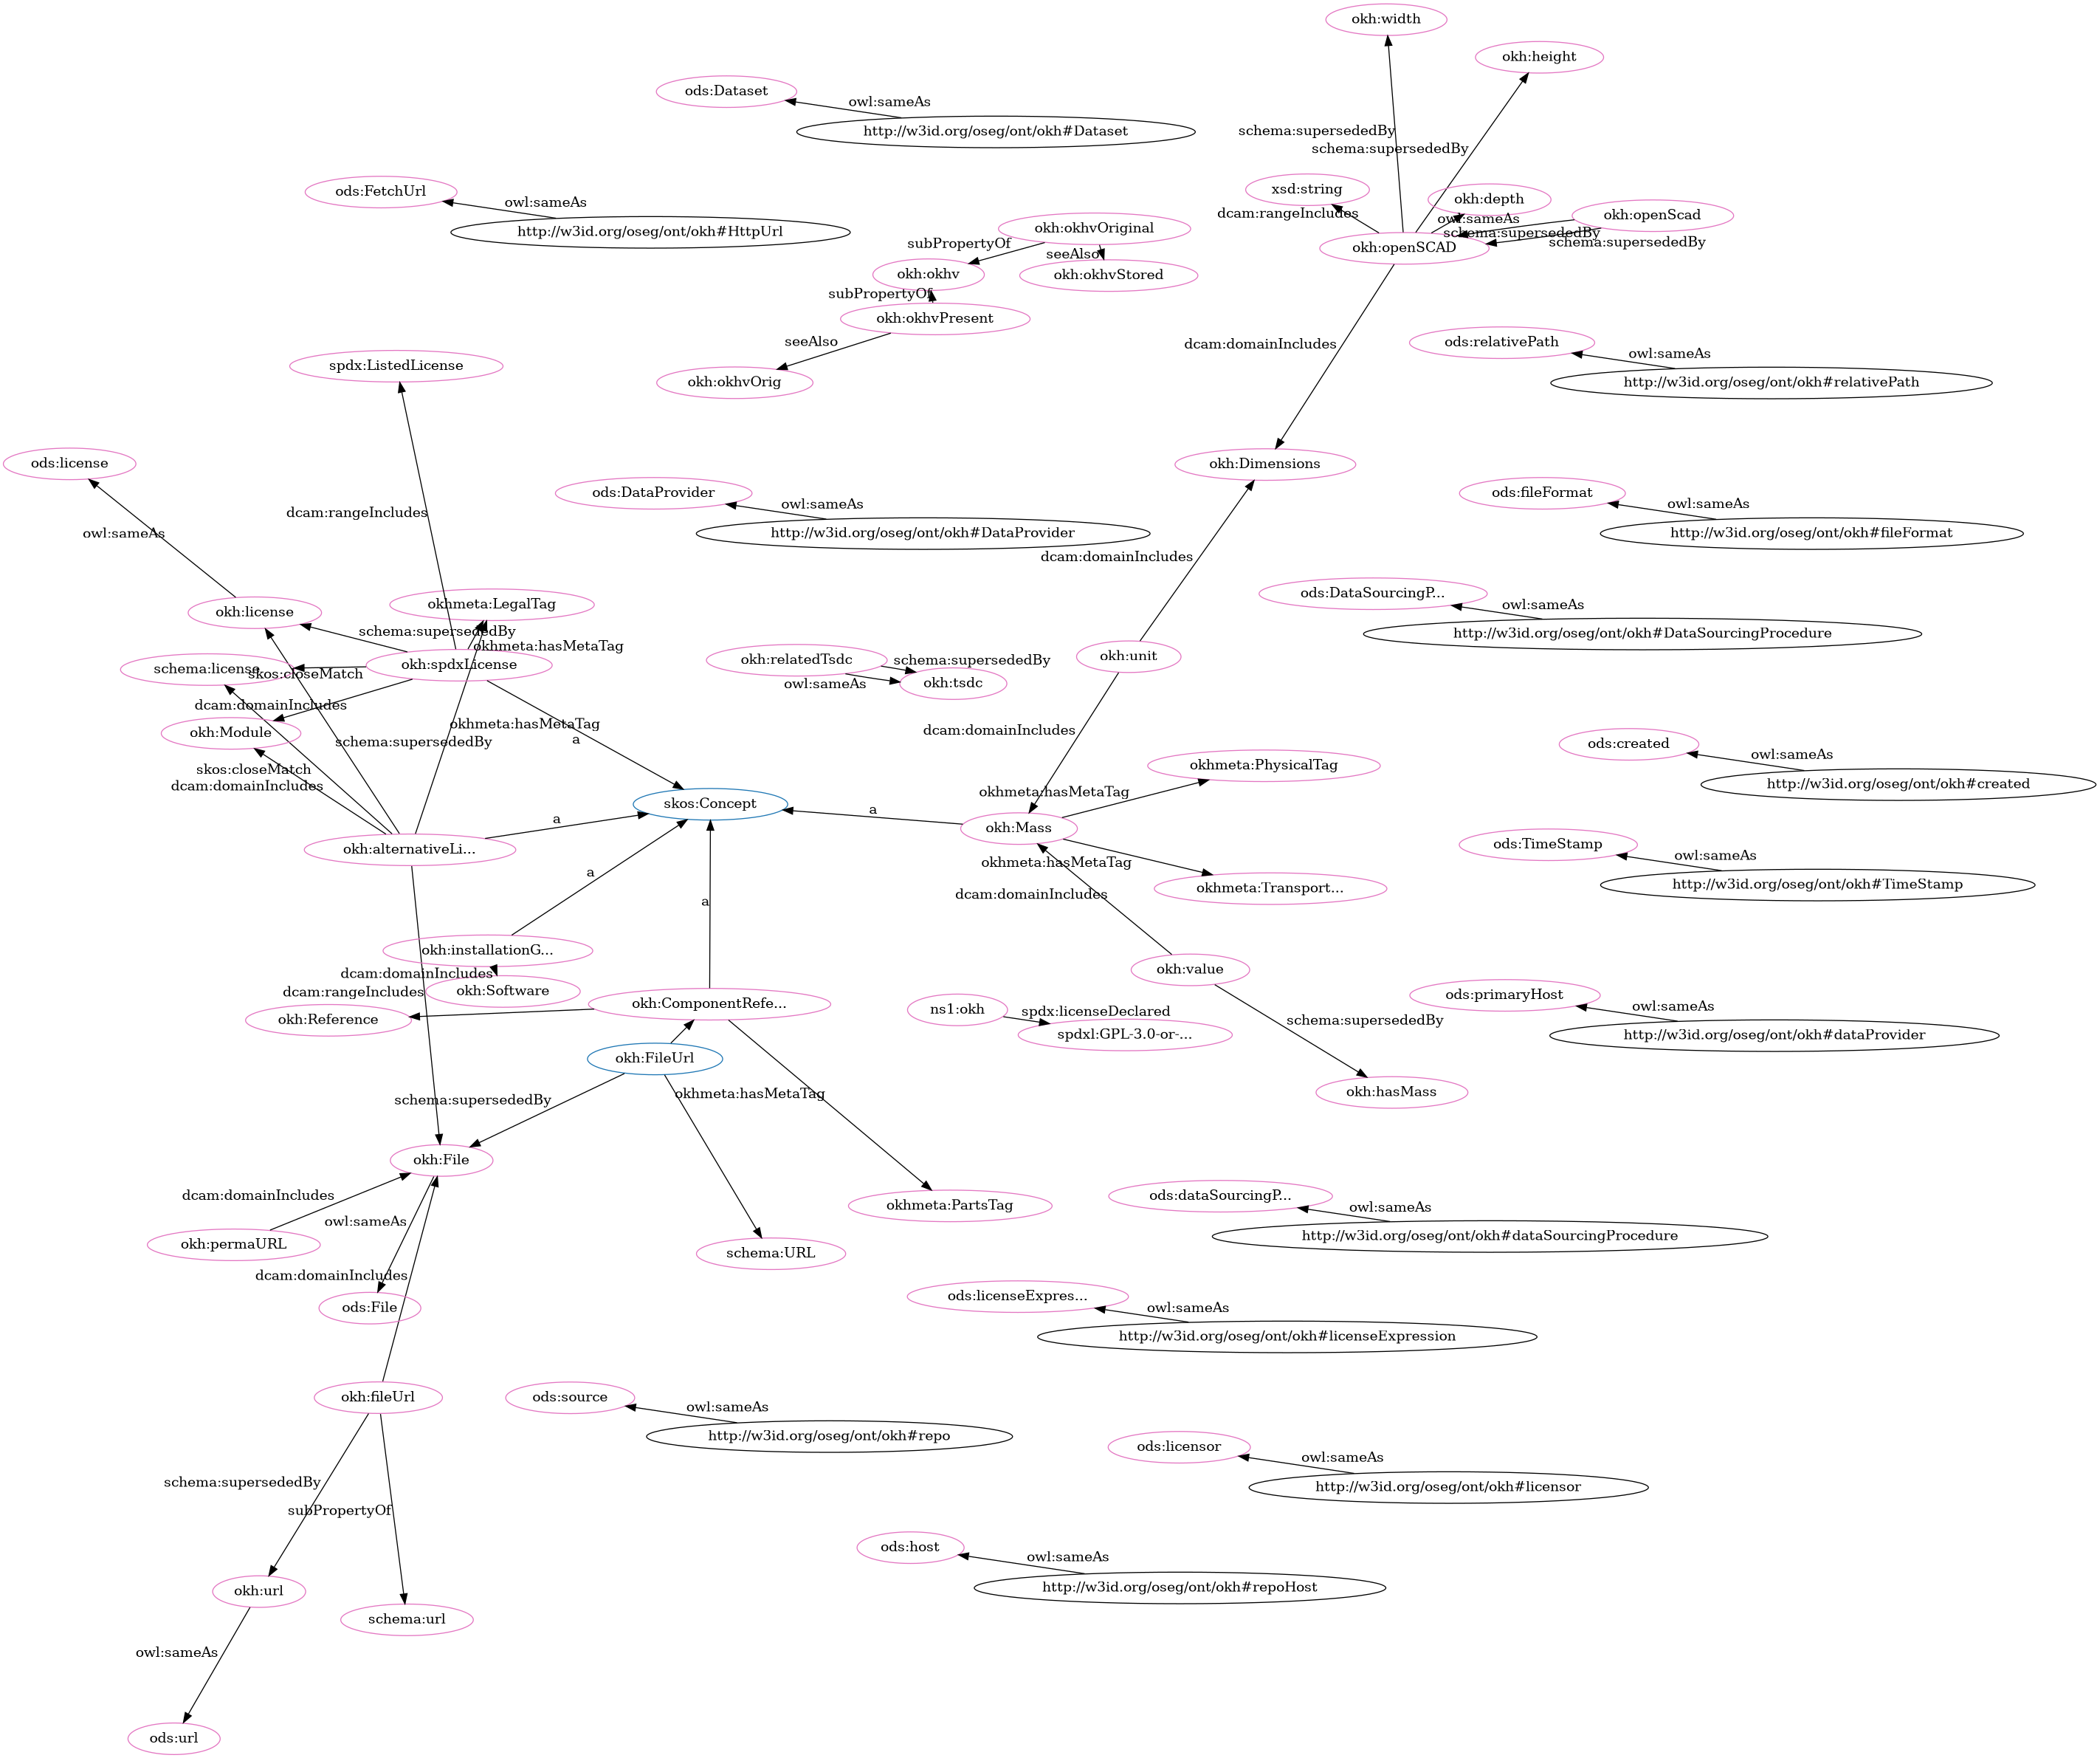 okh:width
okh:height
ods:Dataset
owl:sameAs
http://w3id.org/oseg/ont/okh#Dataset
schema:supersededBy
schema:supersededBy
ods:FetchUrl
owl:sameAs
http://w3id.org/oseg/ont/okh#HttpUrl
xsd:string
okh:depth
dcam:rangeIncludes
okh:openScad
owl:sameAs
schema:supersededBy
schema:supersededBy
okh:openSCAD
okh:okhvOriginal
subPropertyOf
seeAlso
okh:okhv
okh:okhvStored
subPropertyOf
okh:okhvPresent
seeAlso
okh:okhvOrig
dcam:domainIncludes
ods:relativePath
owl:sameAs
http://w3id.org/oseg/ont/okh#relativePath
spdx:ListedLicense
ods:license
okh:Dimensions
ods:DataProvider
owl:sameAs
http://w3id.org/oseg/ont/okh#DataProvider
ods:fileFormat
owl:sameAs
http://w3id.org/oseg/ont/okh#fileFormat
dcam:rangeIncludes
owl:sameAs
dcam:domainIncludes
okh:license
okhmeta:LegalTag
schema:supersededBy
okhmeta:hasMetaTag
ods:DataSourcingP...
owl:sameAs
http://w3id.org/oseg/ont/okh#DataSourcingProcedure
schema:license
okh:spdxLicense
skos:closeMatch
okh:relatedTsdc
schema:supersededBy
owl:sameAs
okh:tsdc
okh:unit
dcam:domainIncludes
okh:Module
okhmeta:hasMetaTag
a
schema:supersededBy
dcam:domainIncludes
skos:closeMatch
dcam:domainIncludes
ods:created
owl:sameAs
http://w3id.org/oseg/ont/okh#created
okhmeta:PhysicalTag
okhmeta:hasMetaTag
skos:Concept
a
a
okh:Mass
okh:alternativeLi...
okhmeta:hasMetaTag
okhmeta:Transport...
dcam:domainIncludes
ods:TimeStamp
owl:sameAs
http://w3id.org/oseg/ont/okh#TimeStamp
a
a
okh:installationG...
dcam:domainIncludes
dcam:rangeIncludes
okh:Software
okh:Reference
okh:ComponentRefe...
okh:value
ns1:okh
spdx:licenseDeclared
spdxl:GPL-3.0-or-...
schema:supersededBy
ods:primaryHost
owl:sameAs
http://w3id.org/oseg/ont/okh#dataProvider
okh:FileUrl
okh:hasMass
schema:supersededBy
okhmeta:hasMetaTag
okh:File
dcam:domainIncludes
owl:sameAs
okh:permaURL
dcam:domainIncludes
okhmeta:PartsTag
schema:URL
ods:dataSourcingP...
owl:sameAs
http://w3id.org/oseg/ont/okh#dataSourcingProcedure
ods:File
ods:licenseExpres...
owl:sameAs
http://w3id.org/oseg/ont/okh#licenseExpression
okh:fileUrl
ods:source
owl:sameAs
http://w3id.org/oseg/ont/okh#repo
ods:licensor
owl:sameAs
http://w3id.org/oseg/ont/okh#licensor
schema:supersededBy
subPropertyOf
ods:host
owl:sameAs
http://w3id.org/oseg/ont/okh#repoHost
okh:url
schema:url
owl:sameAs
ods:url